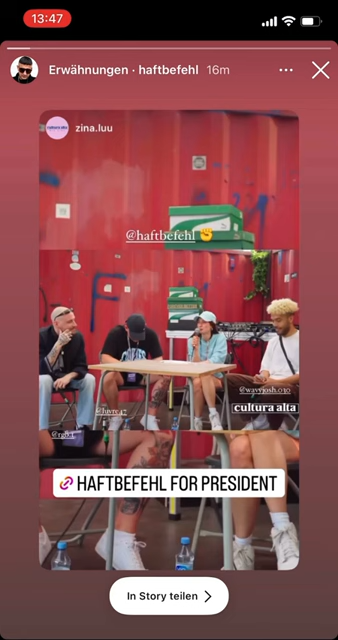 13:47
Erwähnungen · haftbefehl 16m
zina.luu
@haftbefehl
@wavyjosh.030
cultura alta
HAFTBEFEHL FOR PRESIDENT
In Story teilen